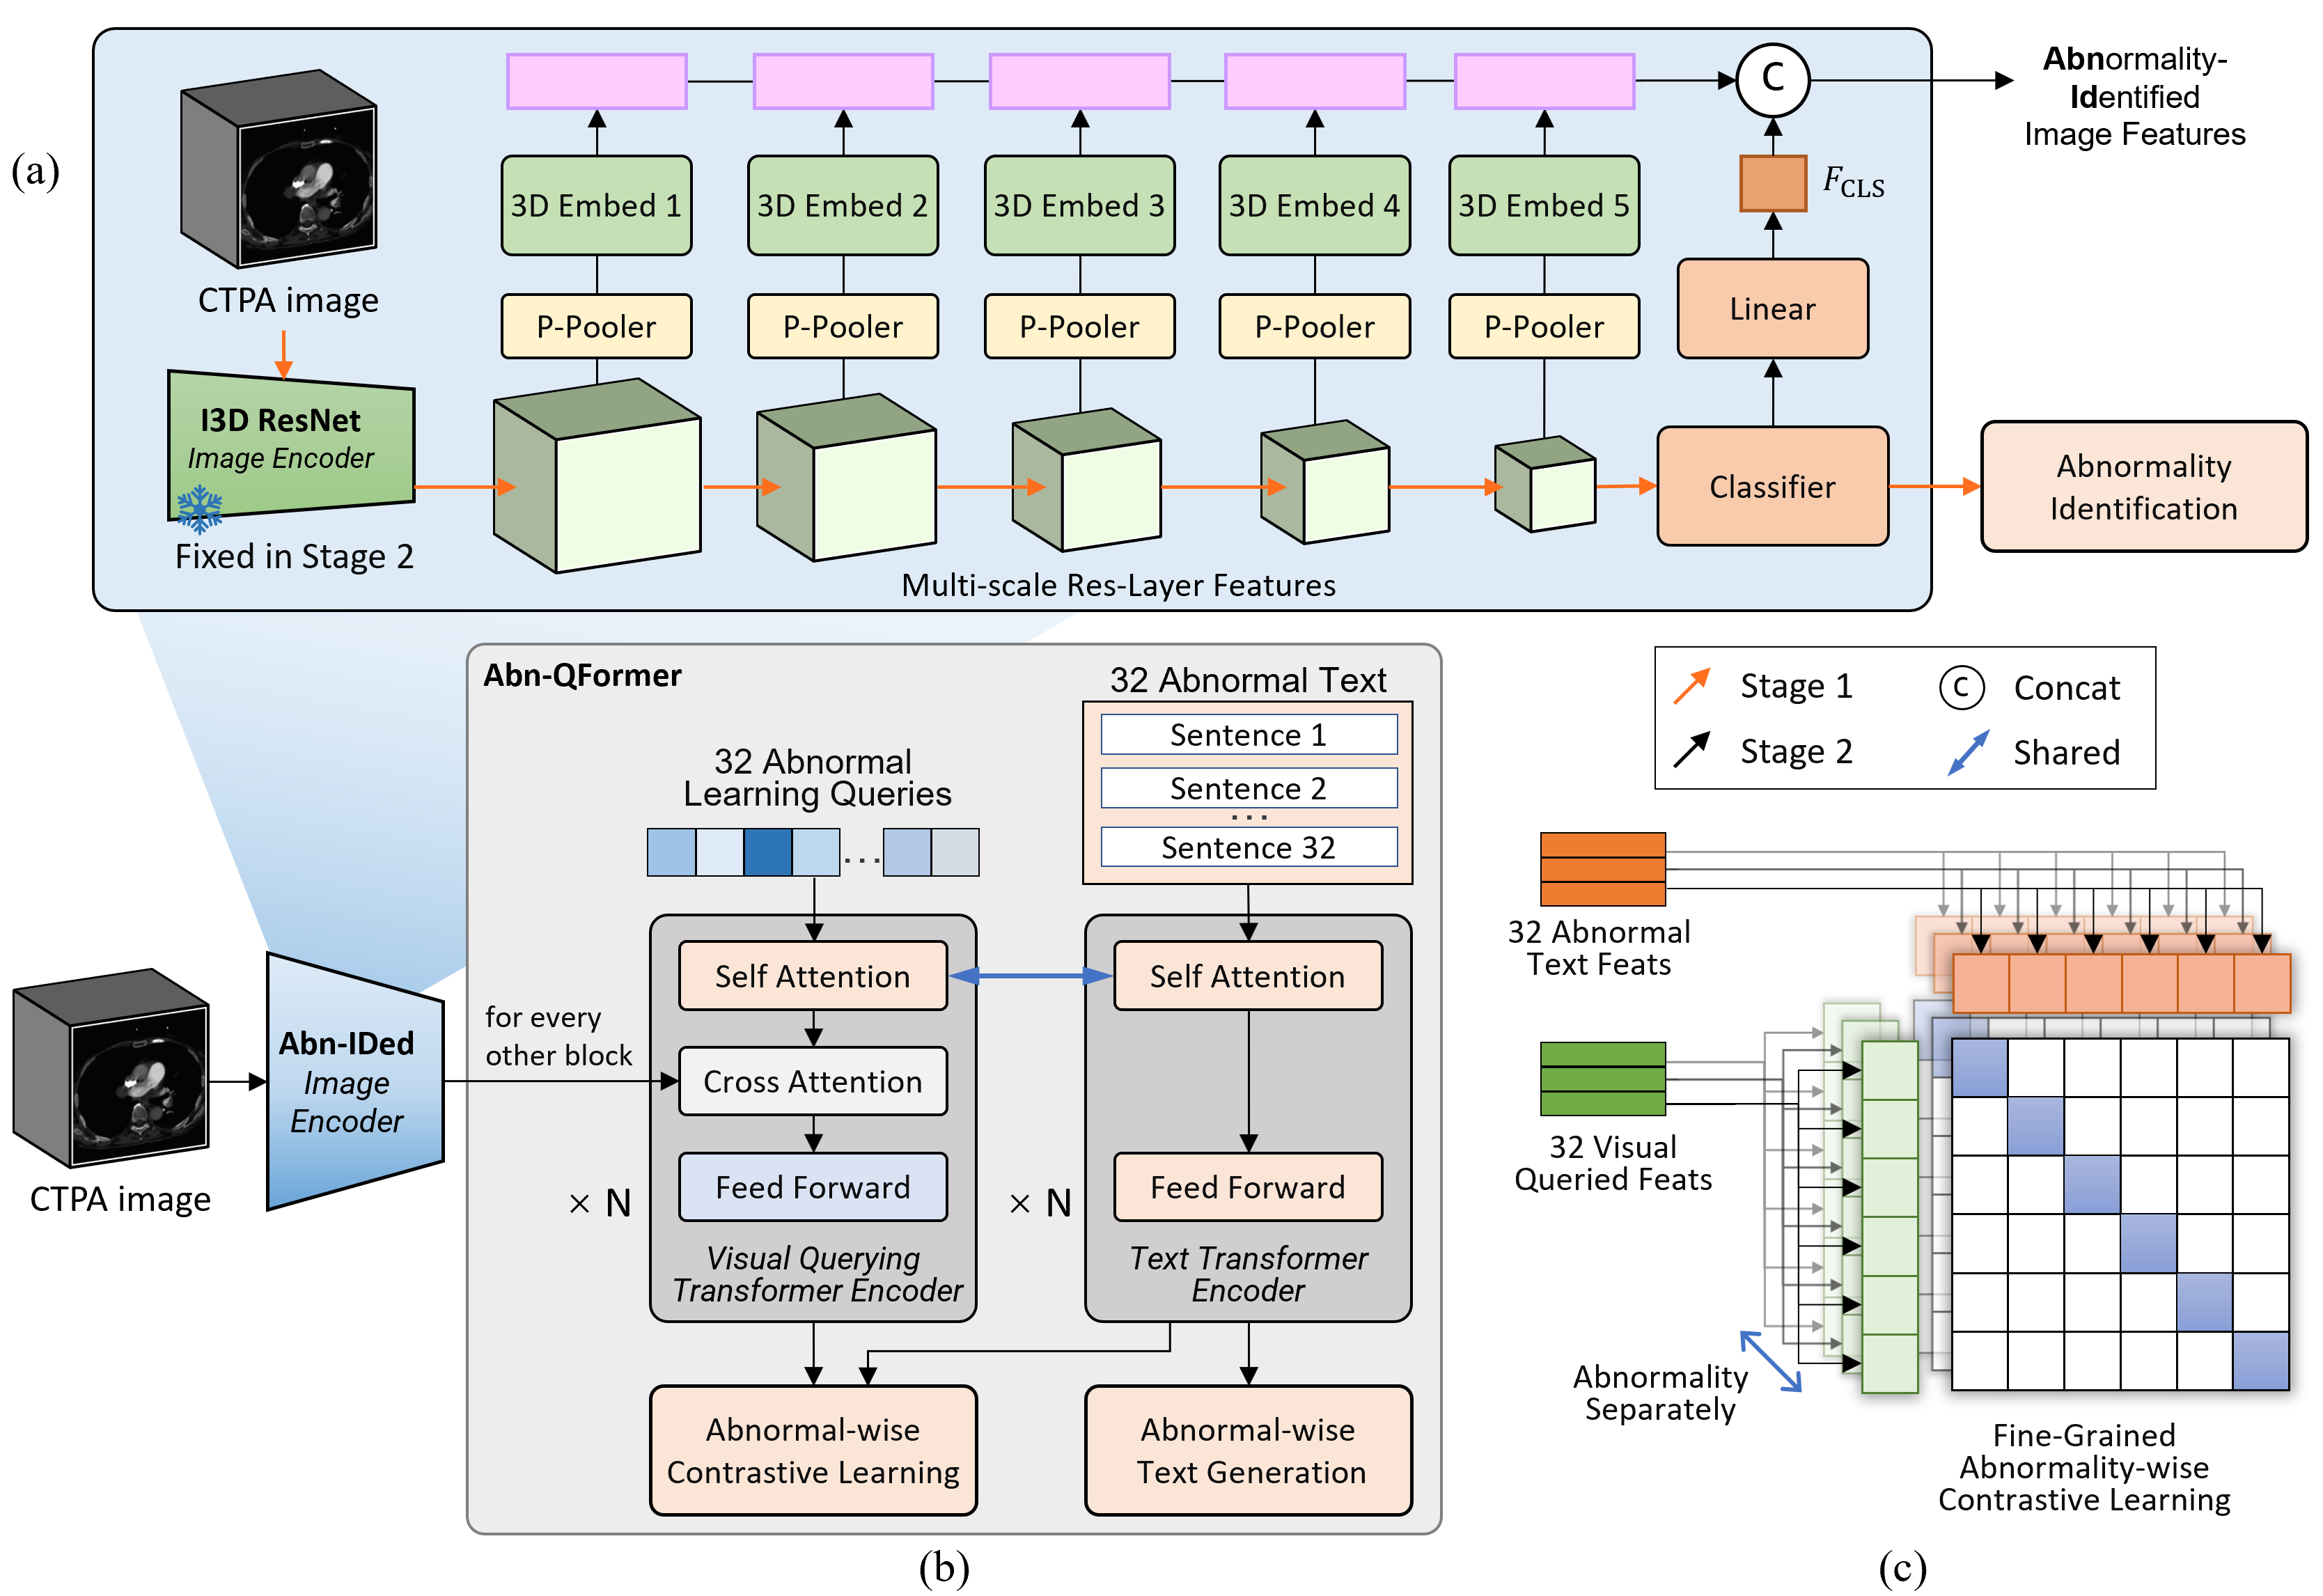 (a)
CTPA image
I3D ResNet
Image Encoder
Fixed in Stage 2
3D Embed 1
3D Embed 2
3D Embed 3
3D Embed 4
3D Embed 5
P-Pooler
P-Pooler
P-Pooler
P-Pooler
P-Pooler
Multi-scale Res-Layer Features
C
F_CLS
Linear
Classifier
Abnormality-
Identified
Image Features
Abnormality
Identification
CTPA image
Abn-IDed
Image
Encoder
Abn-QFormer
32 Abnormal
Learning Queries
...
32 Abnormal Text
Sentence 1
Sentence 2
...
Sentence 32
for every
other block
Self Attention
Cross Attention
Feed Forward
× N
Visual Querying
Transformer Encoder
Self Attention
Feed Forward
× N
Text Transformer
Encoder
Abnormal-wise
Contrastive Learning
Abnormal-wise
Text Generation
(b)
Stage 1
C Concat
Stage 2
Shared
32 Abnormal
Text Feats
32 Visual
Queried Feats
Abnormality
Separately
Fine-Grained
Abnormality-wise
Contrastive Learning
(c)